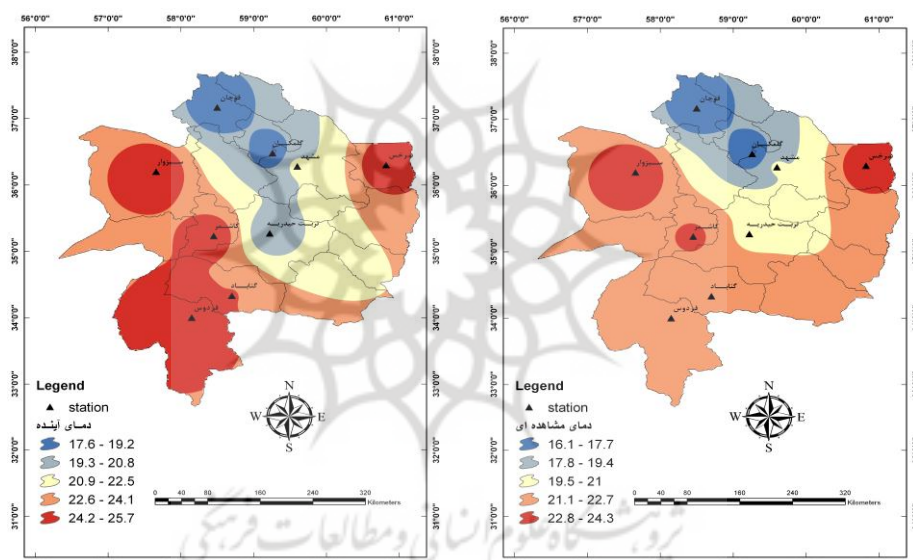 56°0'0" 57°0'0" 58°0'0" 59°0'0" 60°0'0" 61°0'0"
38°0'0"
37°0'0"
36°0'0"
35°0'0"
34°0'0"
33°0'0"
32°0'0"
31°0'0"
قوچان
گلمکان
مشهد
سبزوار
سرخس
کاشمر
تربت حیدریه
گناباد
فردوس
Legend
station
دمای آینده
17.6 - 19.2
19.3 - 20.8
20.9 - 22.5
22.6 - 24.1
24.2 - 25.7
N
W E
S
0 40 80 160 240 320
Kilometers
56°0'0" 57°0'0" 58°0'0" 59°0'0" 60°0'0" 61°0'0"
38°0'0"
37°0'0"
36°0'0"
35°0'0"
34°0'0"
33°0'0"
32°0'0"
31°0'0"
قوچان
گلمکان
مشهد
سبزوار
سرخس
کاشمر
تربت حیدریه
گناباد
فردوس
Legend
station
دمای مشاهده ای
16.1 - 17.7
17.8 - 19.4
19.5 - 21
21.1 - 22.7
22.8 - 24.3
N
W E
S
0 40 80 160 240 320
Kilometers
پژوهشگاه علوم انسانی و مطالعات فرهنگی